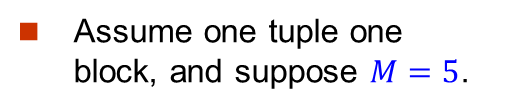 Assume one tuple one
block, and suppose M = 5.